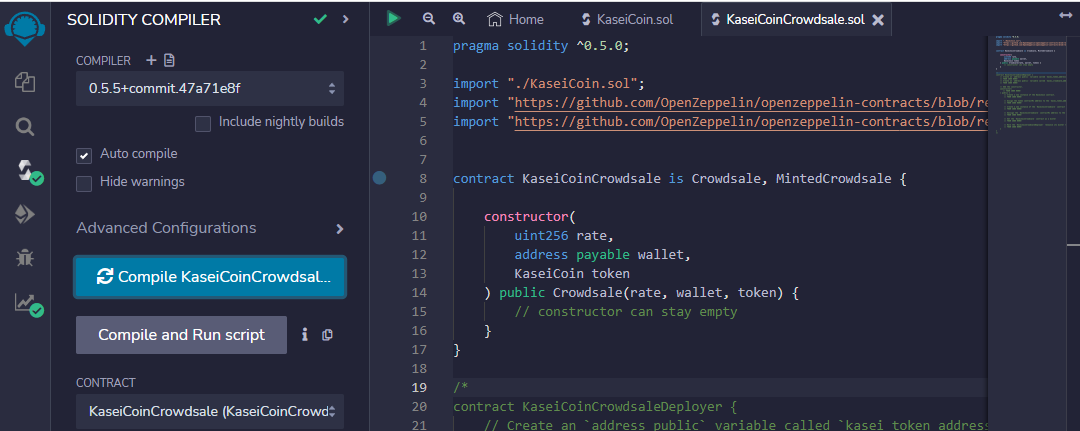 SOLIDITY COMPILER
COMPILER
0.5.5+commit.47a71e8f
Include nightly builds
Auto compile
Hide warnings
Advanced Configurations
Compile KaseiCoinCrowdsal...
Compile and Run script
CONTRACT
KaseiCoinCrowdsale (KaseiCoinCrowd
Home
KaseiCoin.sol
KaseiCoinCrowdsale.sol
1 pragma solidity ^0.5.0;
2
3 import "./KaseiCoin.sol";
4 import "https://github.com/OpenZeppelin/openzeppelin-contracts/blob/re
5 import "https://github.com/OpenZeppelin/openzeppelin-contracts/blob/re
6
7
8 contract KaseiCoinCrowdsale is Crowdsale, MintedCrowdsale {
9
10 constructor(
11 uint256 rate,
12 address payable wallet,
13 KaseiCoin token
14 ) public Crowdsale(rate, wallet, token) {
15 // constructor can stay empty
16 }
17 }
18
19 /*
20 contract KaseiCoinCrowdsaleDeployer {
21 // Create an `address public` variable called `kasei_token_address